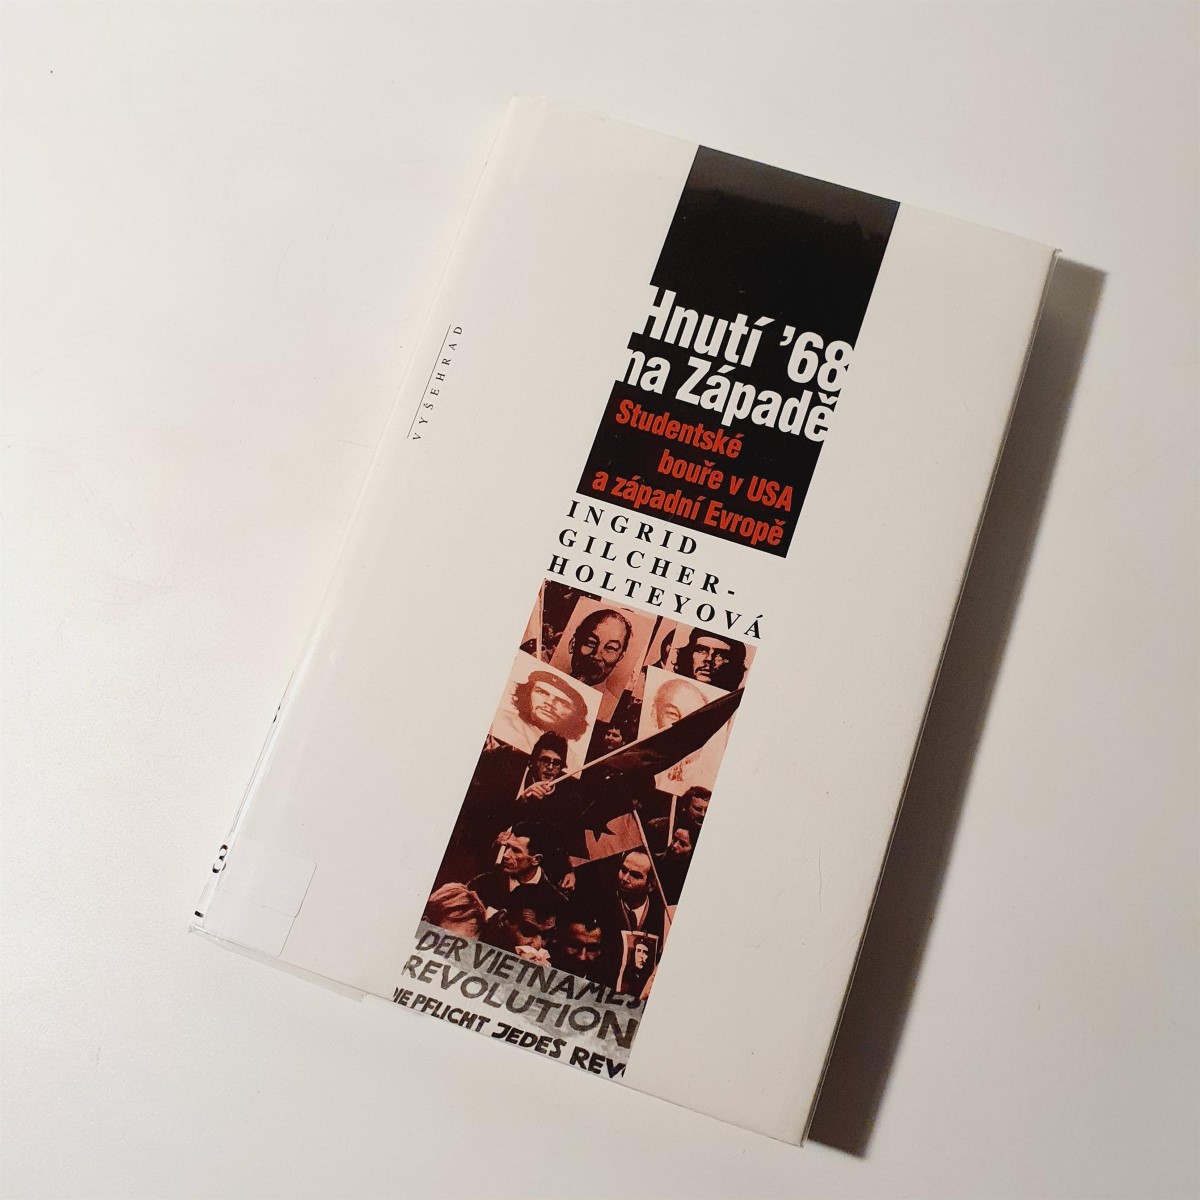 VYŠEHRAD
Hnutí ’68
na Západě
Studentské
bouře v USA
a západní Evropě
INGRID
GILCHER-
HOLTEYOVÁ
DER VIETNAMES
REVOLUTION
PFLICHT JEDES REV